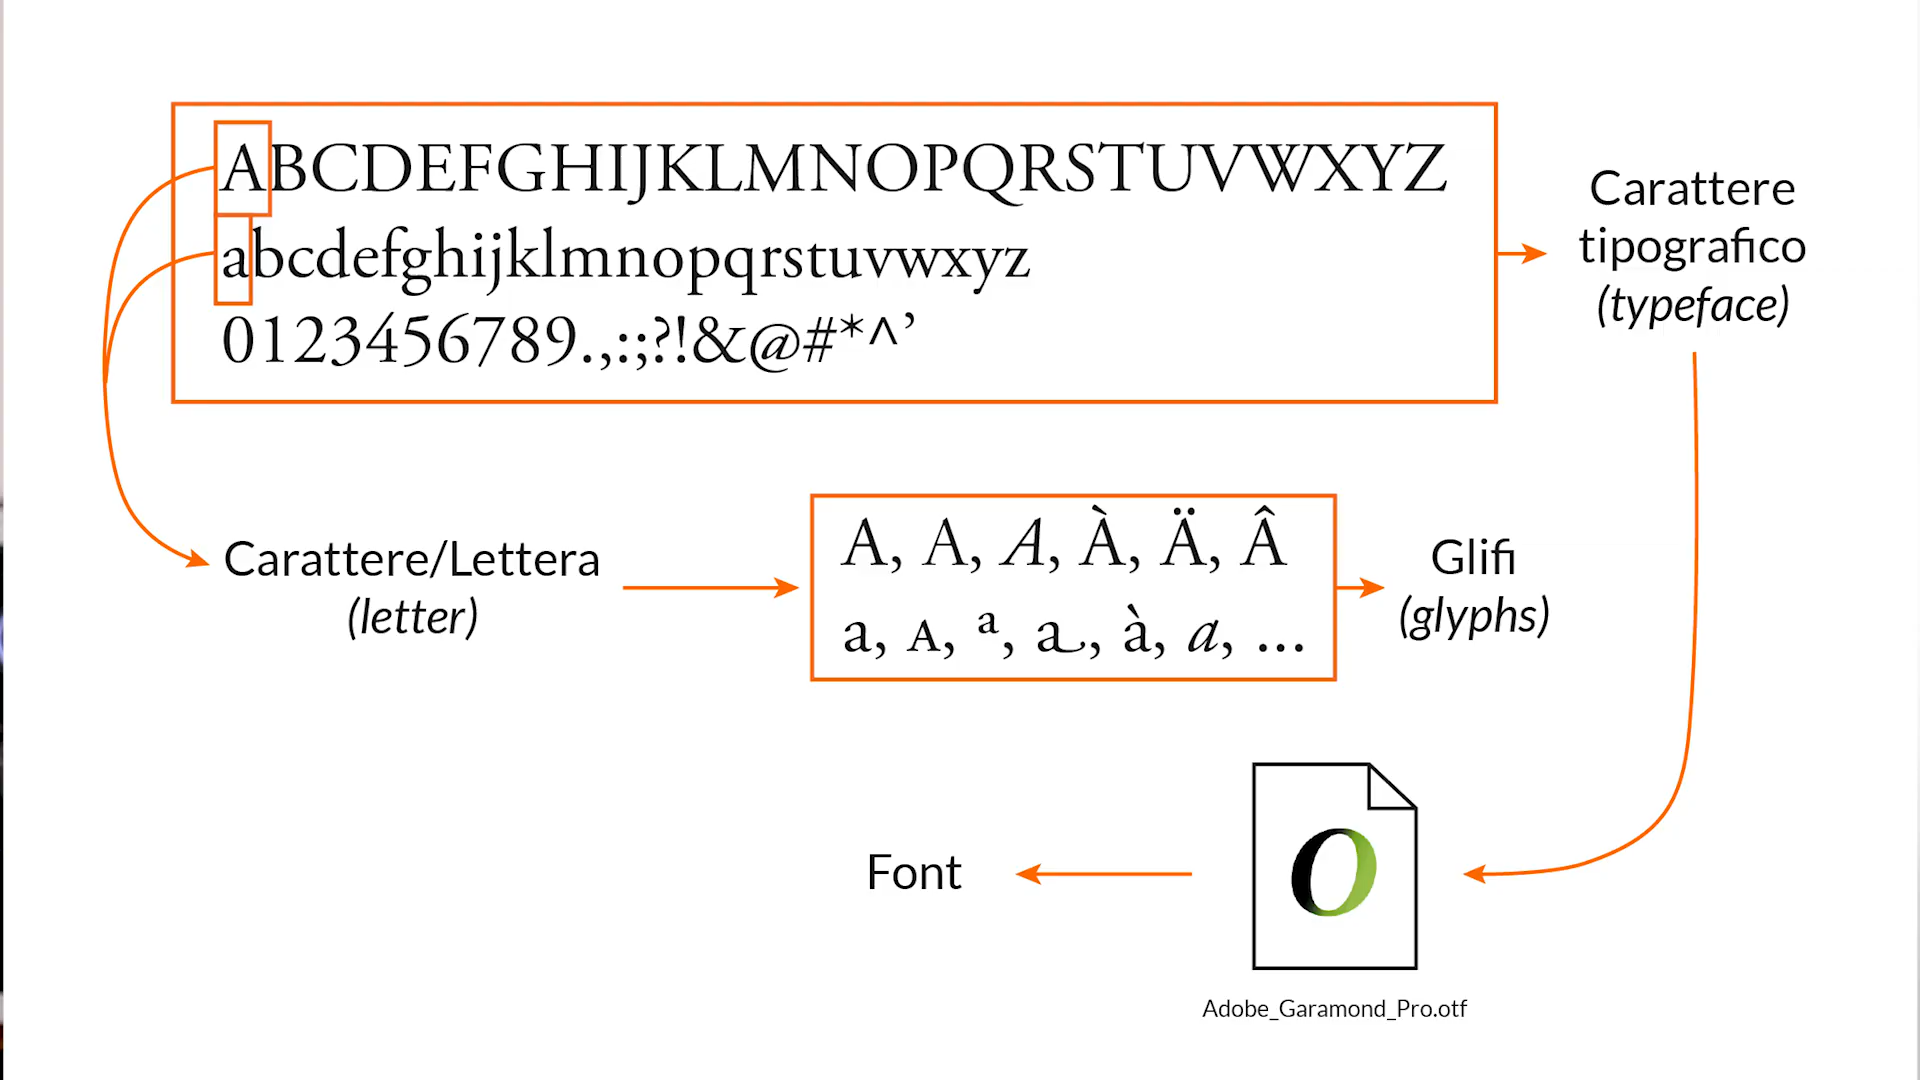 ABCDEFGHIJKLMNOPQRSTUVWXYZ
abcdefghijklmnopqrstuvwxyz
0123456789.,:;?!&@#*^’
Carattere
tipografico
(typeface)
Carattere/Lettera
(letter)
A, A, A, À, Ä, Â
a, ᴀ, ª, a, à, a, ...
Glifi
(glyphs)
Font
O
Adobe_Garamond_Pro.otf